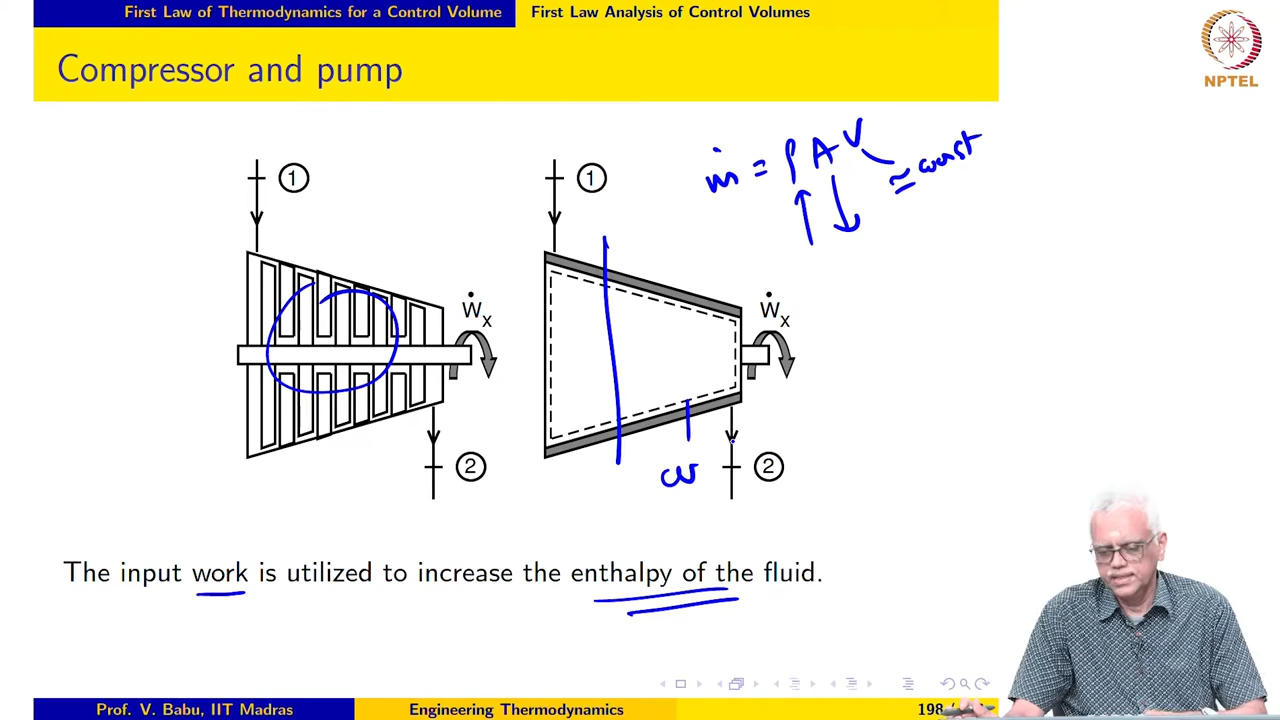 First Law of Thermodynamics for a Control Volume First Law Analysis of Control Volumes
Compressor and pump
NPTEL
ṁ = ρ A V
≃ const
1
1
Ẇx
Ẇx
2
2
CV
The input work is utilized to increase the enthalpy of the fluid.
Prof. V. Babu, IIT Madras Engineering Thermodynamics 198